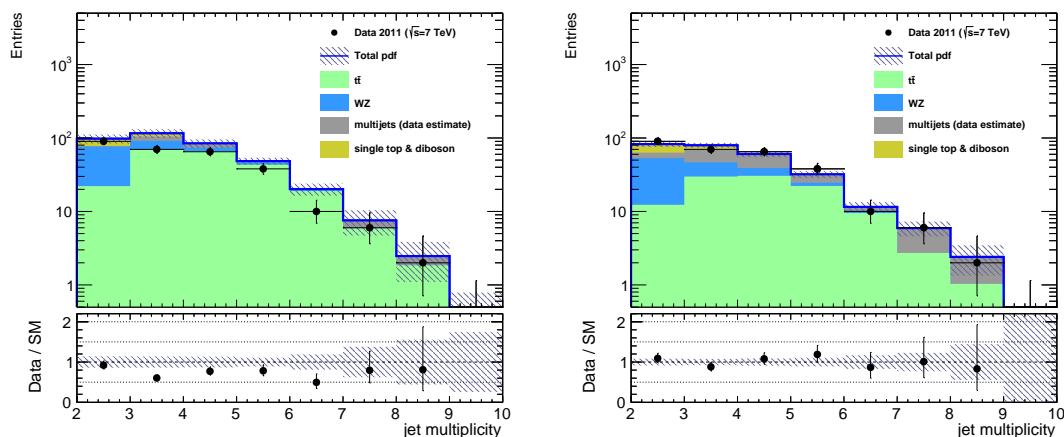 Entries
10³
10²
10
1
Data 2011 (√s=7 TeV)
Total pdf
tt̄
WZ
multijets (data estimate)
single top & diboson
Data / SM
2
1
0
2 3 4 5 6 7 8 9 10
jet multiplicity
Entries
10³
10²
10
1
Data 2011 (√s=7 TeV)
Total pdf
tt̄
WZ
multijets (data estimate)
single top & diboson
Data / SM
2
1
0
2 3 4 5 6 7 8 9 10
jet multiplicity